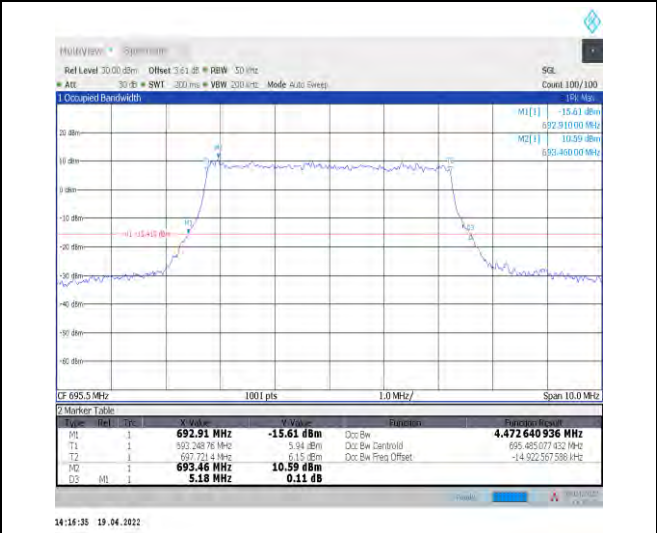 MultiView Spectrum
Ref Level 30.00 dBm Offset 3.61 dB RBW 50 kHz SGL
Att 30 dB SWT 200 ms VBW 200 kHz Mode Auto Sweep Count 100/100
1 Occupied Bandwidth 1Pk Max
M1[1] -15.61 dBm
692.91000 MHz
M2[1] 10.59 dBm
693.46000 MHz
20 dBm
M2
10 dBm
T1
T2
0 dBm
-10 dBm
M1
D3
H1 -15.410 dBm
-20 dBm
-30 dBm
-40 dBm
-50 dBm
-60 dBm
CF 695.5 MHz 1001 pts 1.0 MHz/ Span 10.0 MHz
2 Marker Table
Type Ref Trc X-Value Y-Value Function Function Result
M1 1 692.91 MHz -15.61 dBm Occ Bw 4.472 640 936 MHz
T1 1 693.248 76 MHz 5.94 dBm Occ Bw Centroid 695.485 077 432 MHz
T2 1 697.721 4 MHz 6.15 dBm Occ Bw Freq Offset -14.922 567 588 kHz
M2 1 693.46 MHz 10.59 dBm
D3 M1 1 5.18 MHz 0.11 dB
14:16:35 19.04.2022